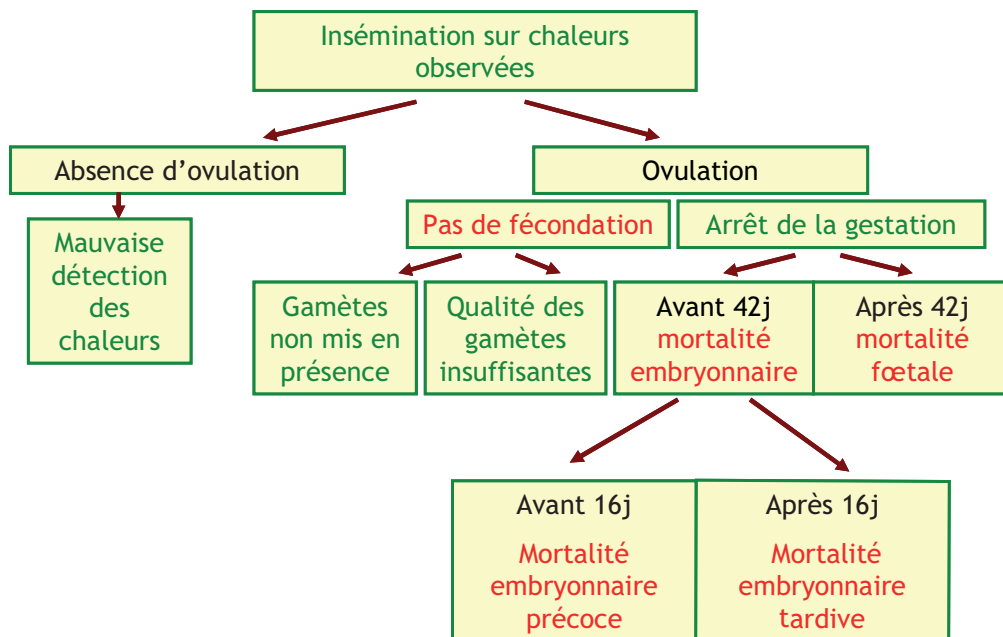 Insémination sur chaleurs
observées
Absence d'ovulation
Ovulation
Mauvaise
détection
des
chaleurs
Pas de fécondation
Arrêt de la gestation
Gamètes
non mis en
présence
Qualité des
gamètes
insuffisantes
Avant 42j
mortalité
embryonnaire
Après 42j
mortalité
fœtale
Avant 16j
Mortalité
embryonnaire
précoce
Après 16j
Mortalité
embryonnaire
tardive